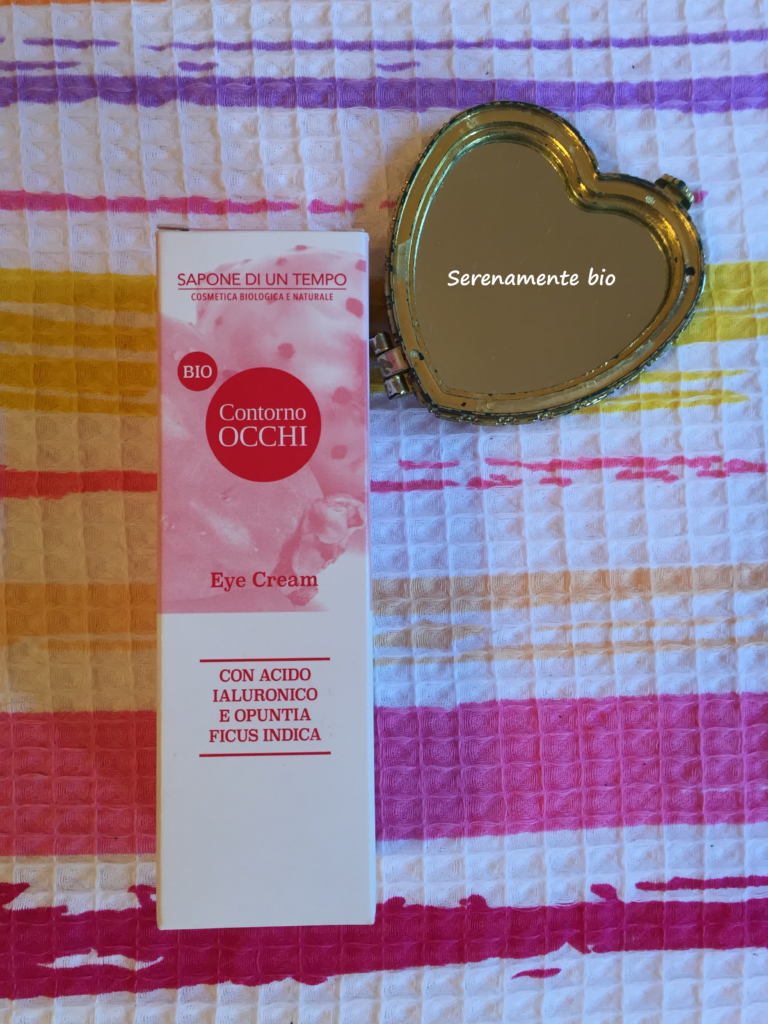 SAPONE DI UN TEMPO
COSMETICA BIOLOGICA E NATURALE
BIO
Contorno
OCCHI
Eye Cream
CON ACIDO
IALURONICO
E OPUNTIA
FICUS INDICA
Serenamente bio